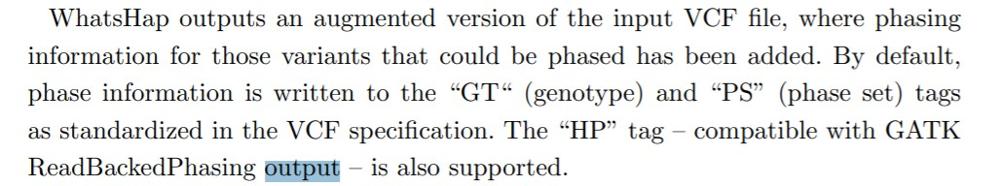 WhatsHap outputs an augmented version of the input VCF file, where phasing
information for those variants that could be phased has been added. By default,
phase information is written to the “GT“ (genotype) and “PS” (phase set) tags
as standardized in the VCF specification. The “HP” tag – compatible with GATK
ReadBackedPhasing output – is also supported.